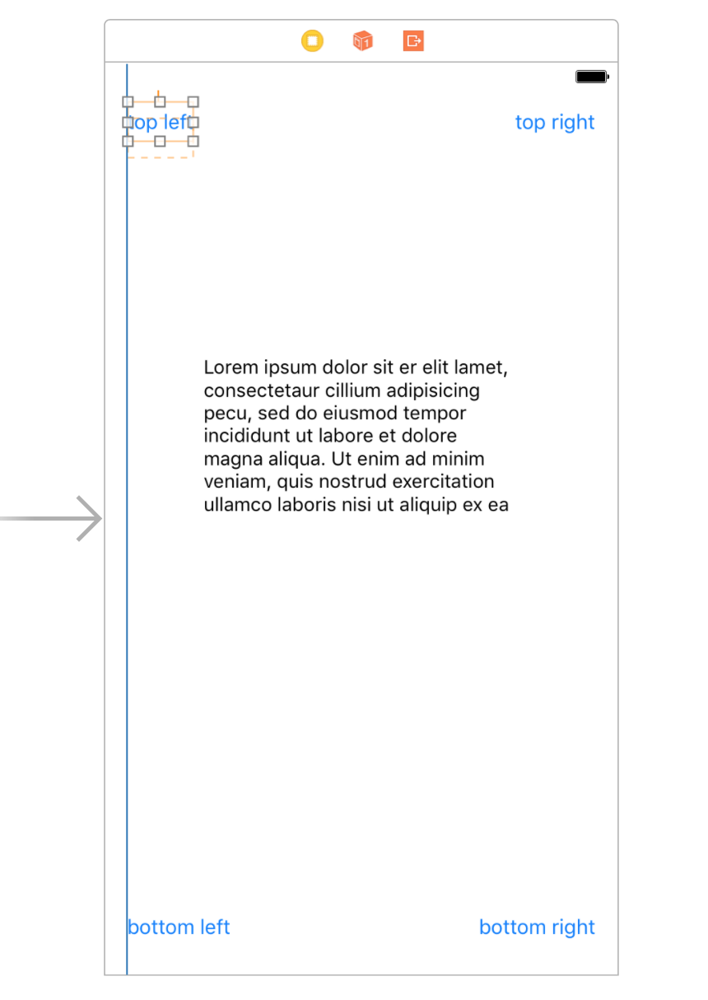 1
top left
top right
Lorem ipsum dolor sit er elit lamet,
consectetaur cillium adipisicing
pecu, sed do eiusmod tempor
incididunt ut labore et dolore
magna aliqua. Ut enim ad minim
veniam, quis nostrud exercitation
ullamco laboris nisi ut aliquip ex ea
bottom left
bottom right